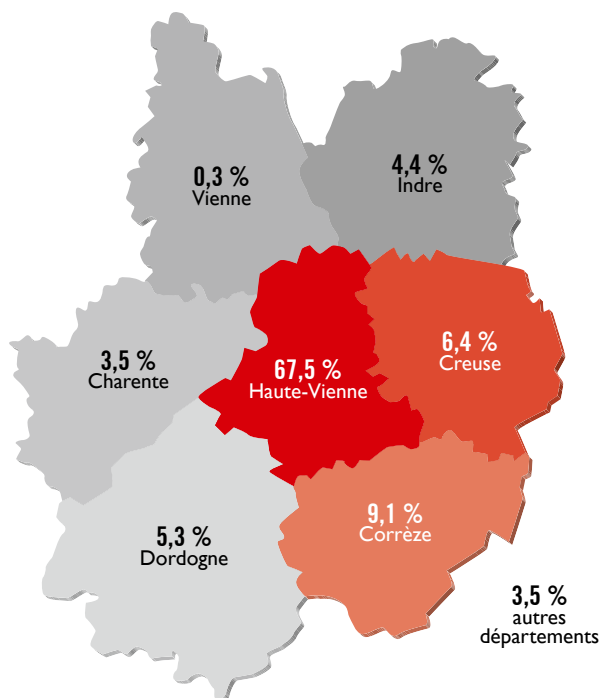 0,3 %
Vienne
4,4 %
Indre
3,5 %
Charente
67,5 %
Haute-Vienne
6,4 %
Creuse
5,3 %
Dordogne
9,1 %
Corrèze
3,5 %
autres
départements